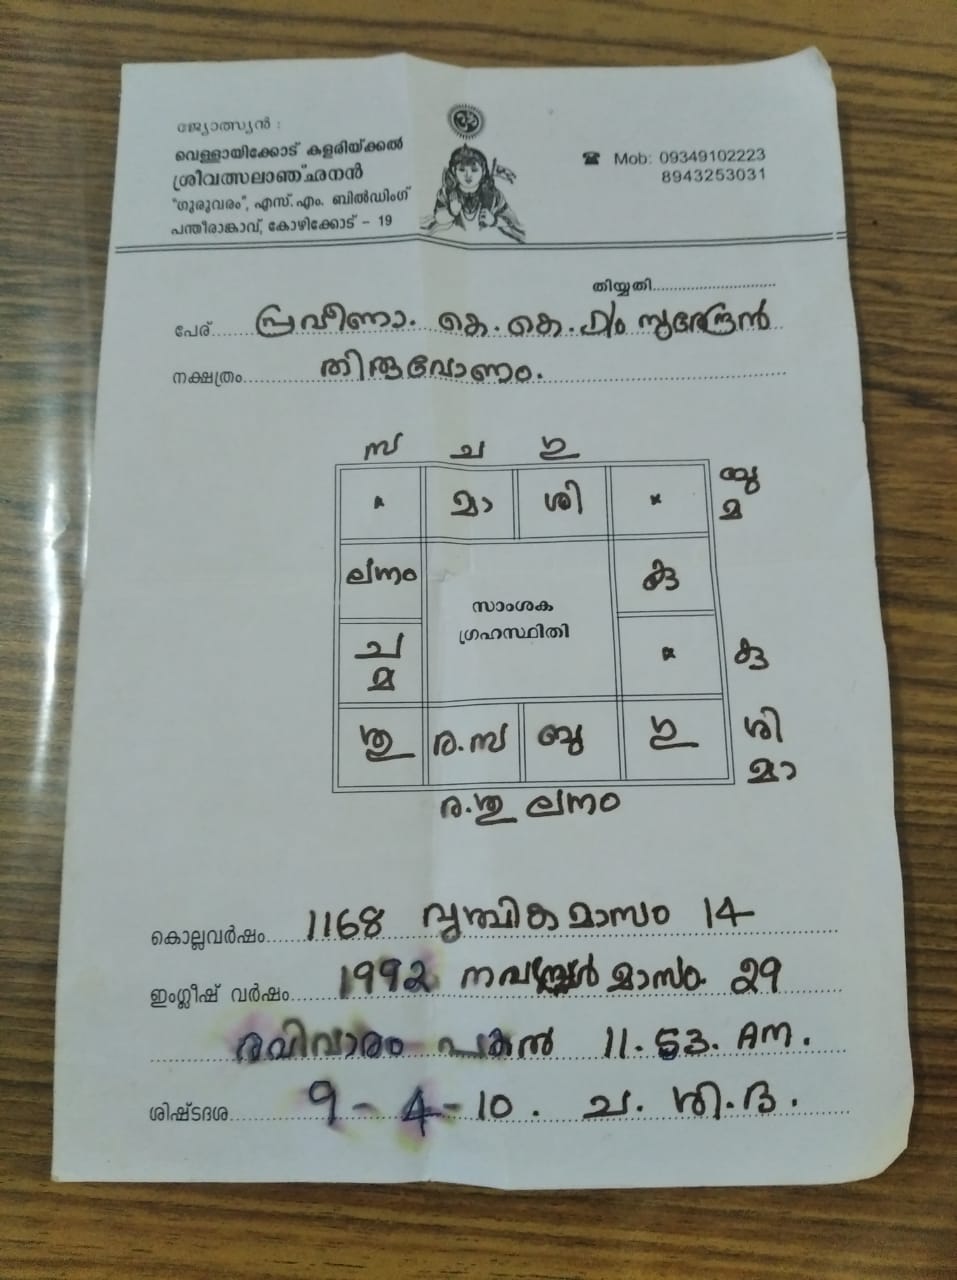 ജ്യോത്സ്യൻ :
വെള്ളായിക്കോട് കളരിയ്ക്കൽ
ശ്രീവത്സലാഞ്ഛനൻ
"ഗുരുവരം", എസ്.എം. ബിൽഡിംഗ്
പന്തീരാങ്കാവ്, കോഴിക്കോട് – 19
Mob: 09349102223
8943253031
തിയ്യതി
പേര് പ്രവീണാ. കെ. കെ. സുരേന്ദ്രൻ
നക്ഷത്രം തിരുവോണം.
സ ച ഗു
x മാ ശി x ബു മ
ലഗ്നം കു
സാംശക
ഗ്രഹസ്ഥിതി
ച മ x കു
ശു ര.സ ബു ഗു ശി മാ
ര.ശു ലഗ്നം
കൊല്ലവർഷം 1168 വൃശ്ചികമാസം 14
ഇംഗ്ലീഷ് വർഷം 1992 നവമ്പർ മാസം 29
രവിവാരം പകൽ 11.53. AM.
ശിഷ്ടദശ 9-4-10. ച. ശി. ദ.